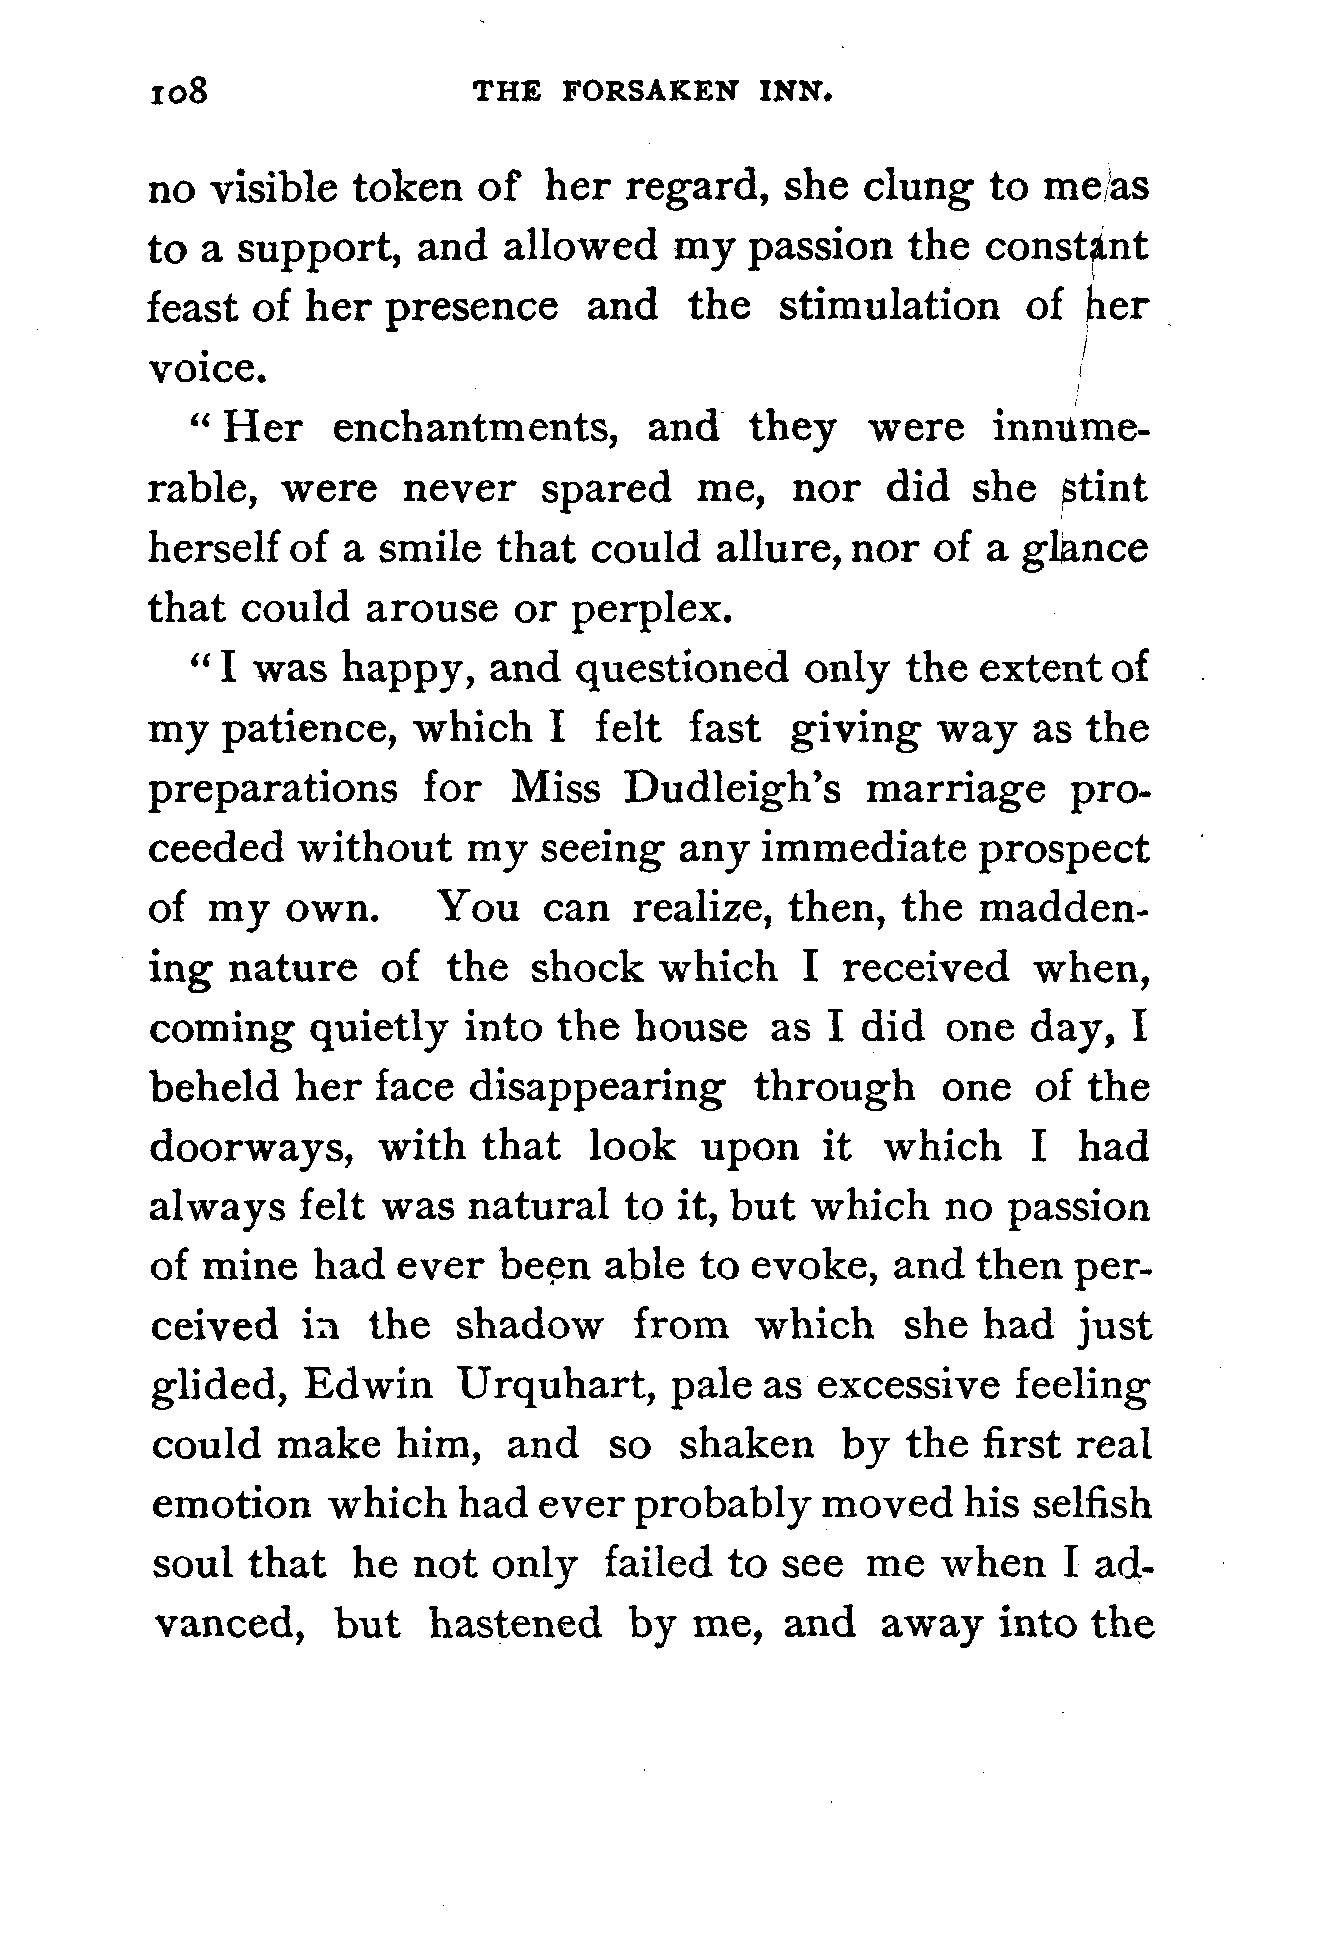 108 THE FORSAKEN INN.
no visible token of her regard, she clung to me as
to a support, and allowed my passion the constant
feast of her presence and the stimulation of her
voice.
“ Her enchantments, and they were innume-
rable, were never spared me, nor did she stint
herself of a smile that could allure, nor of a glance
that could arouse or perplex.
“ I was happy, and questioned only the extent of
my patience, which I felt fast giving way as the
preparations for Miss Dudleigh’s marriage pro-
ceeded without my seeing any immediate prospect
of my own. You can realize, then, the madden-
ing nature of the shock which I received when,
coming quietly into the house as I did one day, I
beheld her face disappearing through one of the
doorways, with that look upon it which I had
always felt was natural to it, but which no passion
of mine had ever been able to evoke, and then per-
ceived in the shadow from which she had just
glided, Edwin Urquhart, pale as excessive feeling
could make him, and so shaken by the first real
emotion which had ever probably moved his selfish
soul that he not only failed to see me when I ad-
vanced, but hastened by me, and away into the